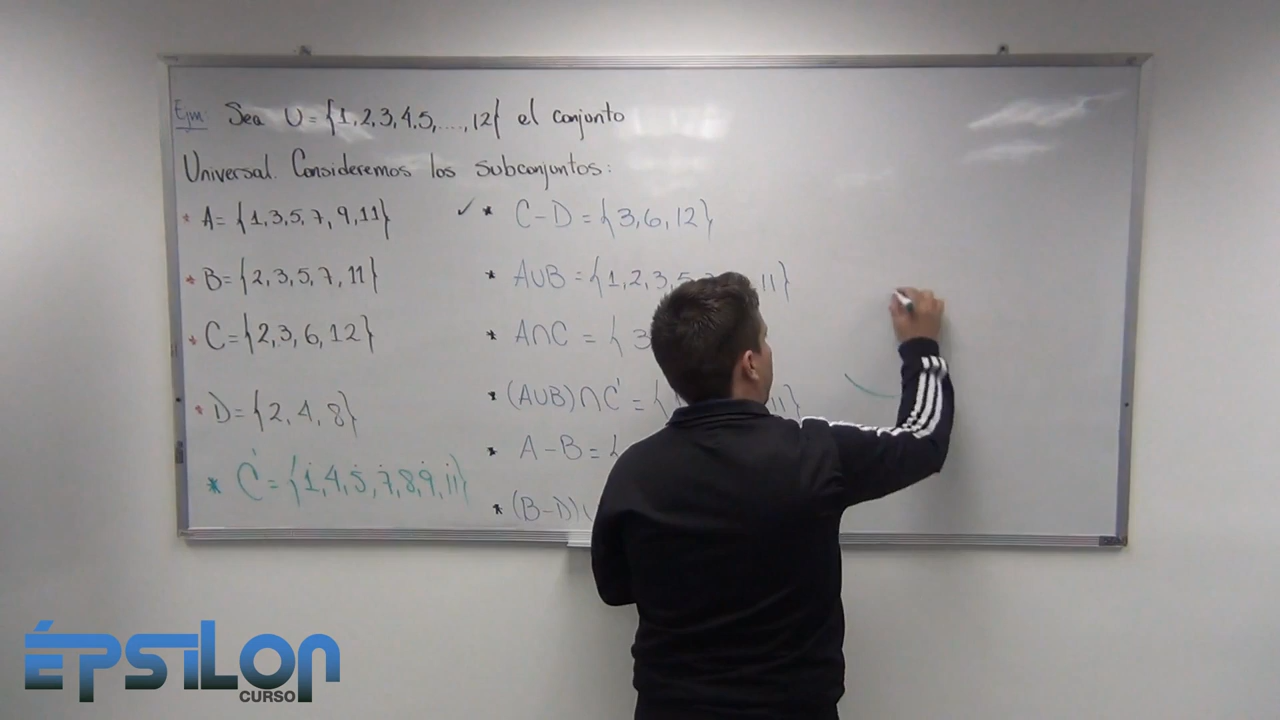 Ejm Sea U = {1, 2, 3, 4, 5, ...., 12} el conjunto
Universal. Consideremos los subconjuntos:
* A = {1, 3, 5, 7, 9, 11}
* B = {2, 3, 5, 7, 11}
* C = {2, 3, 6, 12}
* D = {2, 4, 8}
* C' = {1, 4, 5, 7, 8, 9, 11}
✓ * C - D = {3, 6, 12}
* A∪B = {1, 2, 3, 11}
* A∩C = {3
* (A∪B)∩C' = { 11}
* A - B = {
* (B - D)
ÉPSILON
CURSO